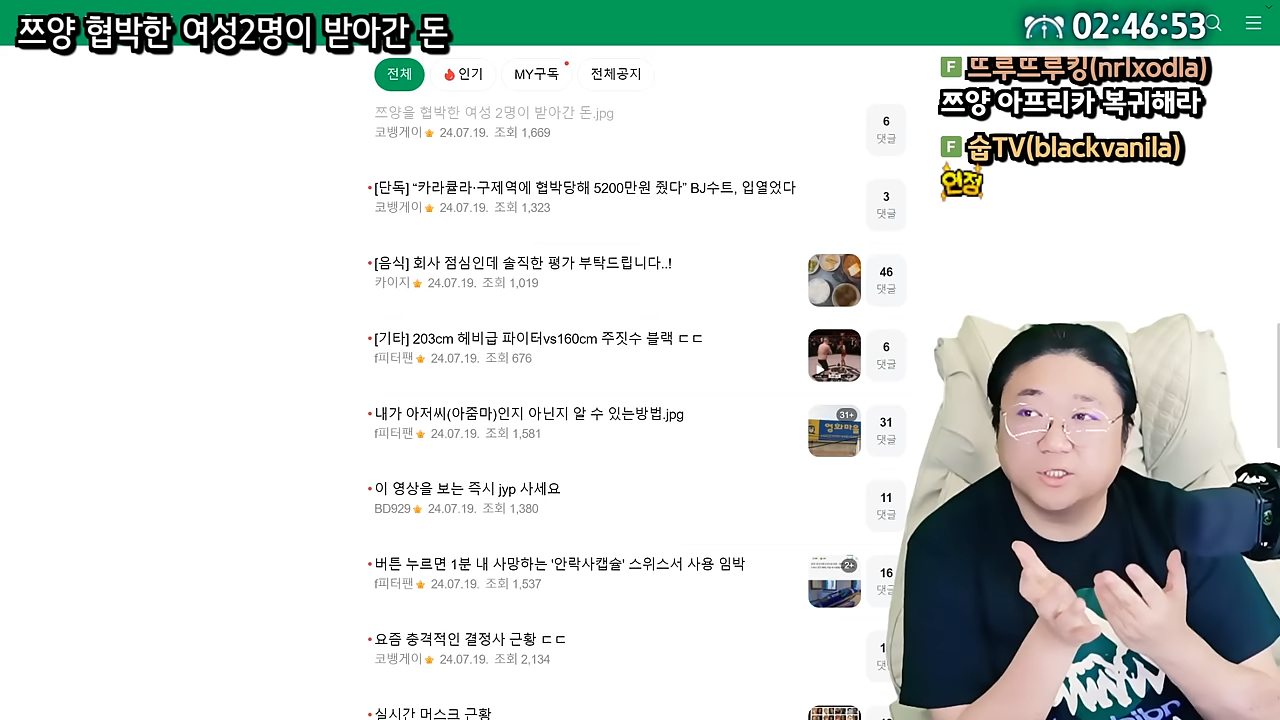 쯔양 협박한 여성2명이 받아간 돈
02:46:53
전체 인기 MY구독 전체공지
쯔양을 협박한 여성 2명이 받아간 돈.jpg
코뱅게이 24.07.19. 조회 1,669
6
댓글
[단독] “카라큘라·구제역에 협박당해 5200만원 줬다” BJ수트, 입열었다
코뱅게이 24.07.19. 조회 1,323
3
댓글
[음식] 회사 점심인데 솔직한 평가 부탁드립니다..!
카이지 24.07.19. 조회 1,019
46
댓글
[기타] 203cm 헤비급 파이터vs160cm 주짓수 블랙 ㄷㄷ
f피터팬 24.07.19. 조회 676
6
댓글
내가 아저씨(아줌마)인지 아닌지 알 수 있는방법.jpg
f피터팬 24.07.19. 조회 1,581
31+
영화마을
31
댓글
이 영상을 보는 즉시 jyp 사세요
BD929 24.07.19. 조회 1,380
11
댓글
버튼 누르면 1분 내 사망하는 '안락사캡슐' 스위스서 사용 임박
f피터팬 24.07.19. 조회 1,537
2+
16
댓글
요즘 충격적인 결정사 근황 ㄷㄷ
코뱅게이 24.07.19. 조회 2,134
실시간 머스크 근황
F 뜨루뜨루킹(nrlxodla)
쯔양 아프리카 복귀해라
F 숩TV(blackvanila)
연점